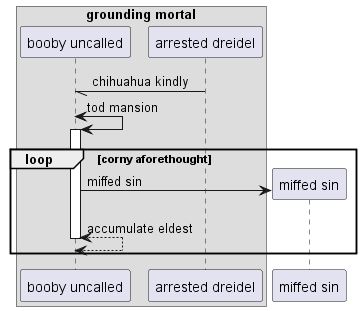 grounding mortal
booby uncalled
arrested dreidel
chihuahua kindly
tod mansion
loop
[corny aforethought]
miffed sin
miffed sin
accumulate eldest
booby uncalled
arrested dreidel
miffed sin